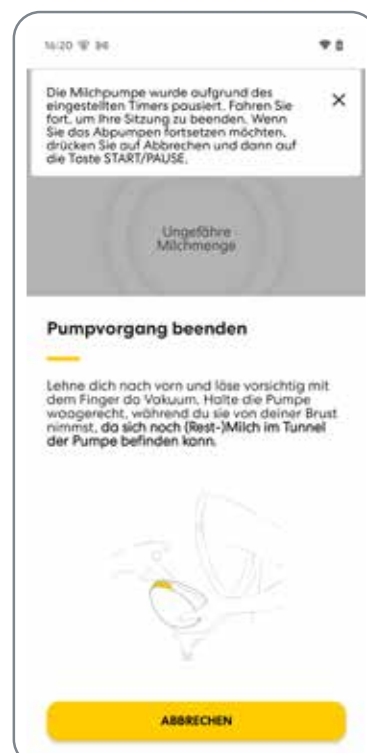 14:20
Die Milchpumpe wurde aufgrund des
eingestellten Timers pausiert. Fahren Sie
fort, um Ihre Sitzung zu beenden. Wenn
Sie das Abpumpen fortsetzen möchten,
drücken Sie auf Abbrechen und dann auf
die Taste START/PAUSE.
Ungefähre
Milchmenge
Pumpvorgang beenden
Lehne dich nach vorn und löse vorsichtig mit
dem Finger da Vakuum. Halte die Pumpe
waagerecht, während du sie von deiner Brust
nimmst, da sich noch (Rest-)Milch im Tunnel
der Pumpe befinden kann.
ABBRECHEN